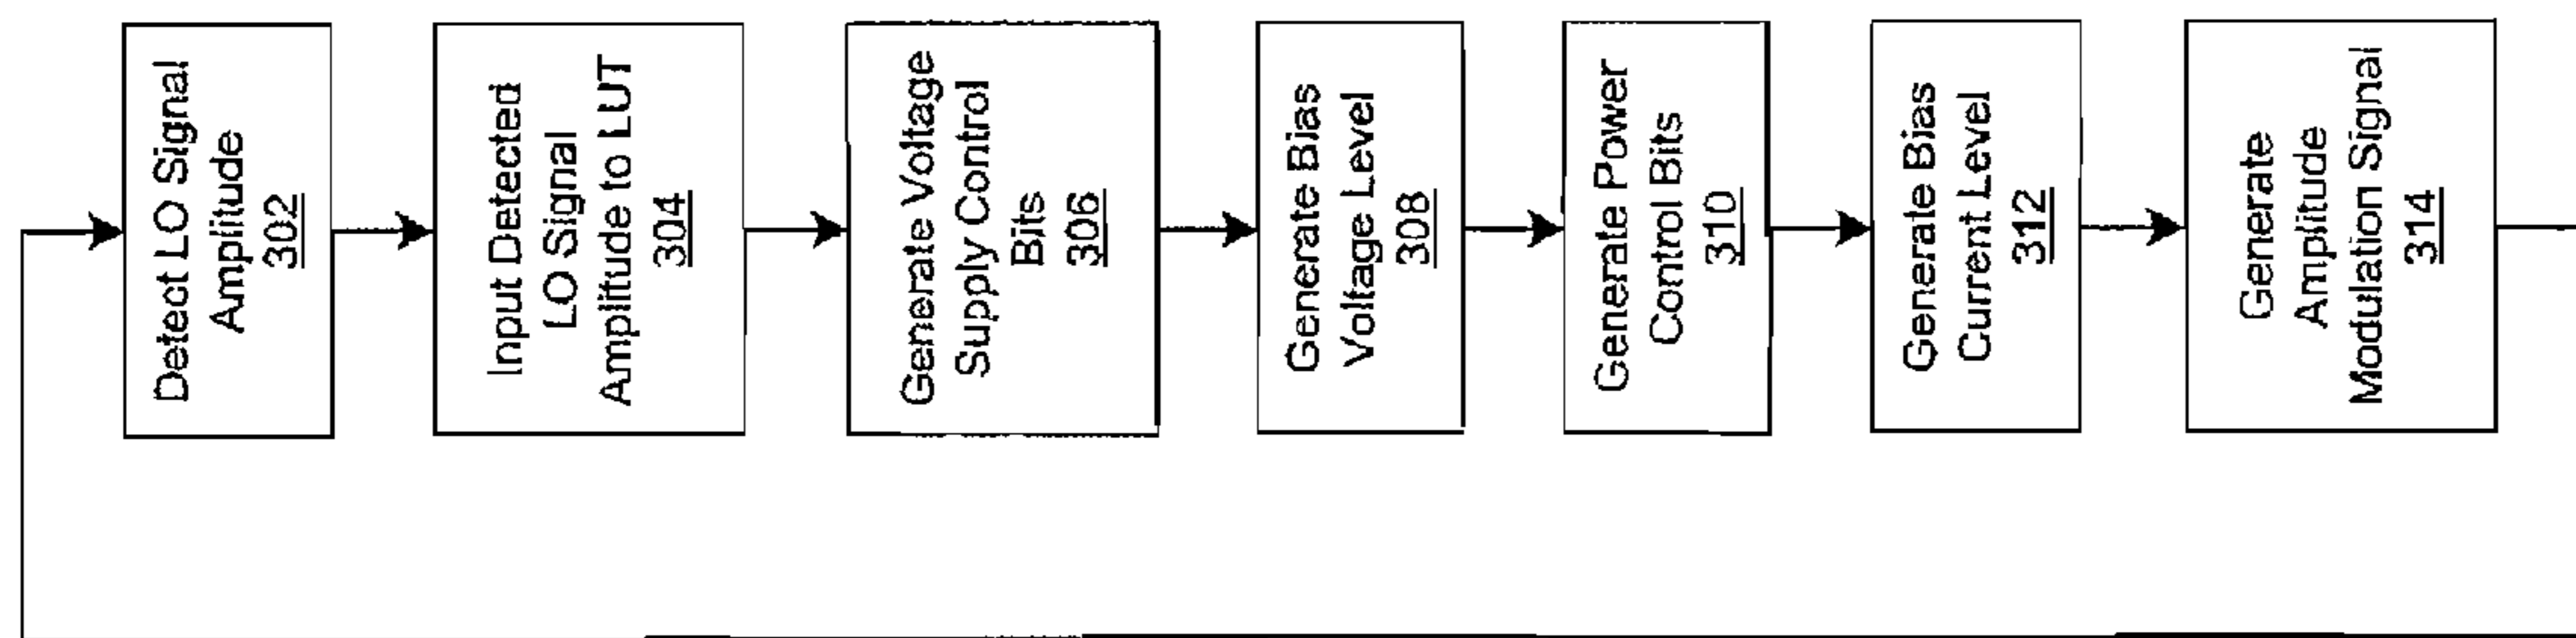 Detect LO Signal
Amplitude
302
Input Detected
LO Signal
Amplitude to LUT
304
Generate Voltage
Supply Control
Bits
306
Generate Bias
Voltage Level
308
Generate Power
Control Bits
310
Generate Bias
Current Level
312
Generate
Amplitude
Modulation Signal
314